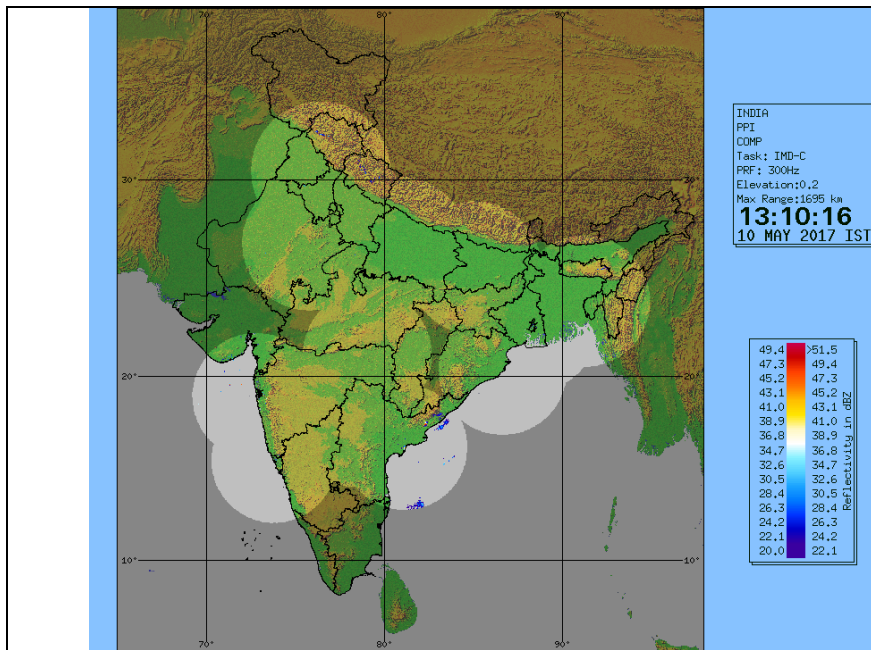 70° 80° 90°
INDIA
PPI
COMP
Task: IMD-C
PRF: 300Hz
Elevation:0.2
Max Range:1695 km
13:10:16
10 MAY 2017 IST
30° 30°
20° 20°
10° 10°
49.4 >51.5
47.3 49.4
45.2 47.3
43.1 45.2
41.0 43.1
38.9 41.0
36.8 38.9
34.7 36.8
32.6 34.7
30.5 32.6
28.4 30.5
26.3 28.4
24.2 26.3
22.1 24.2
20.0 22.1
Reflectivity in dBZ
70° 80° 90°